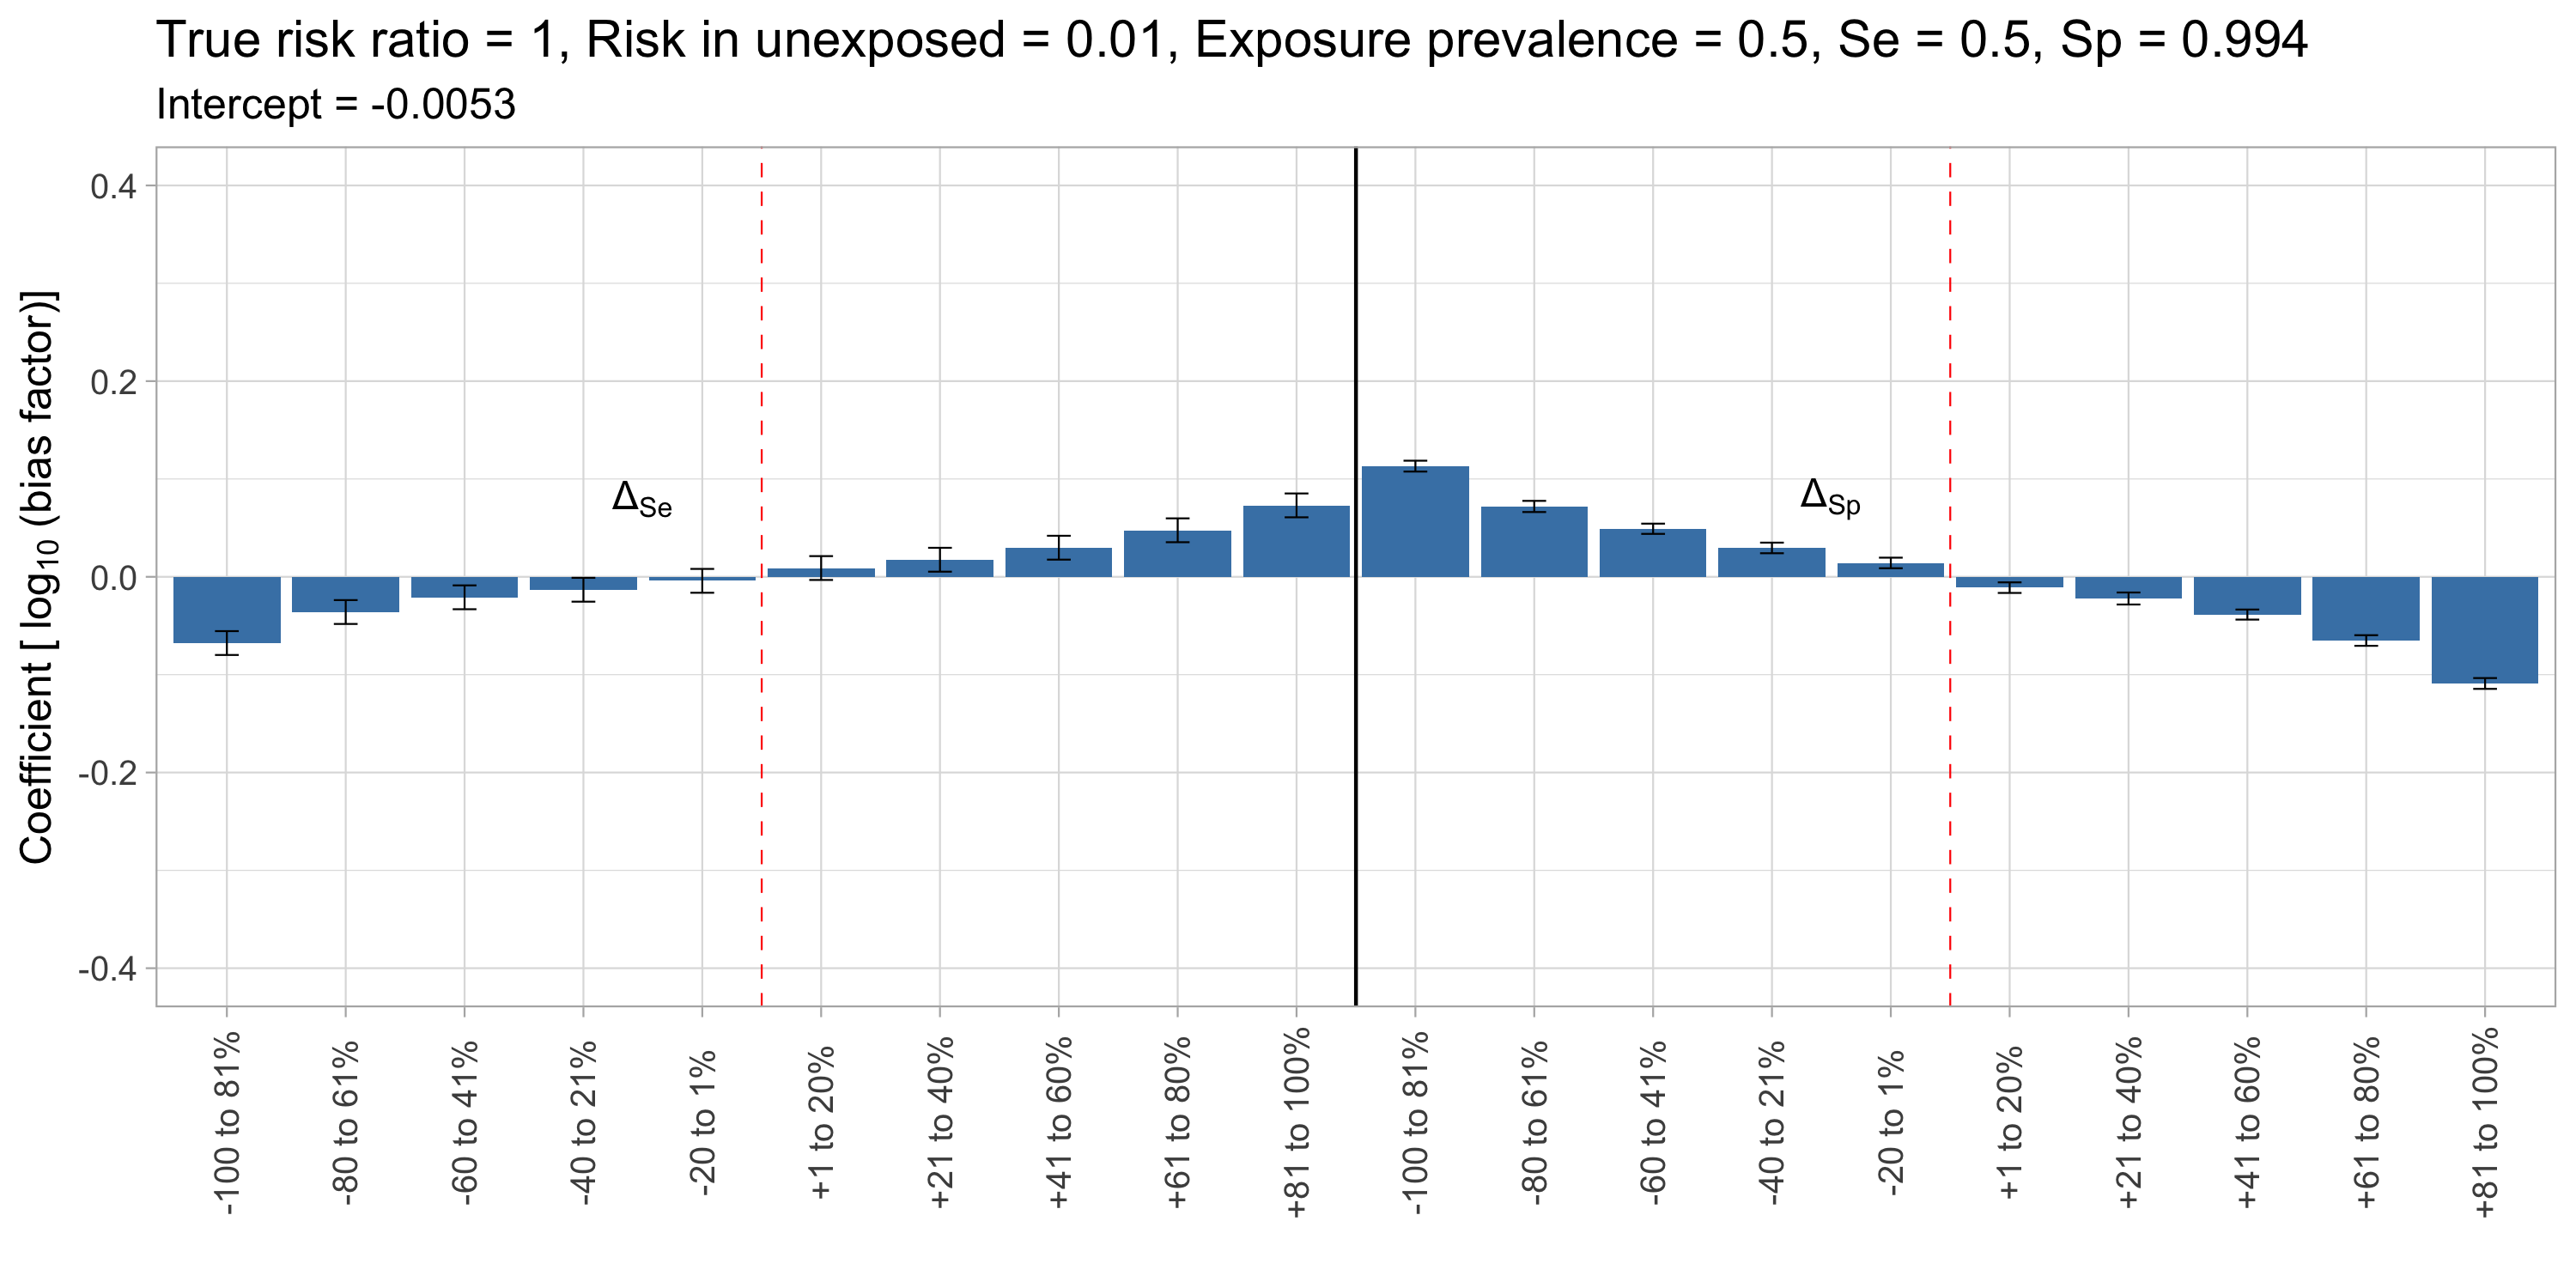 True risk ratio = 1, Risk in unexposed = 0.01, Exposure prevalence = 0.5, Se = 0.5, Sp = 0.994
Intercept = -0.0053
Coefficient [ log10 (bias factor)]
0.4
0.2
0.0
-0.2
-0.4
ΔSe
ΔSp
-100 to 81%
-80 to 61%
-60 to 41%
-40 to 21%
-20 to 1%
+1 to 20%
+21 to 40%
+41 to 60%
+61 to 80%
+81 to 100%
-100 to 81%
-80 to 61%
-60 to 41%
-40 to 21%
-20 to 1%
+1 to 20%
+21 to 40%
+41 to 60%
+61 to 80%
+81 to 100%